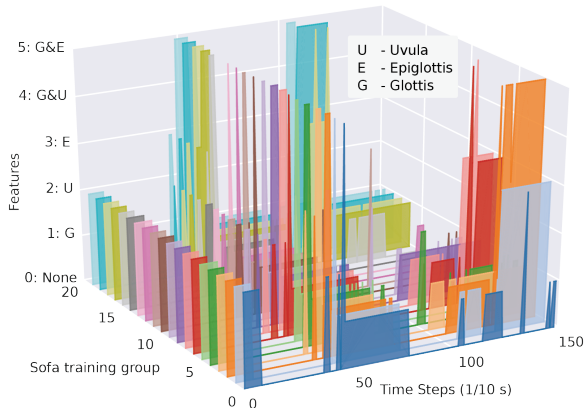 5: G&E
4: G&U
3: E
2: U
1: G
0: None
Features
U - Uvula
E - Epiglottis
G - Glottis
20
15
10
5
0
Sofa training group
0
50
100
150
Time Steps (1/10 s)